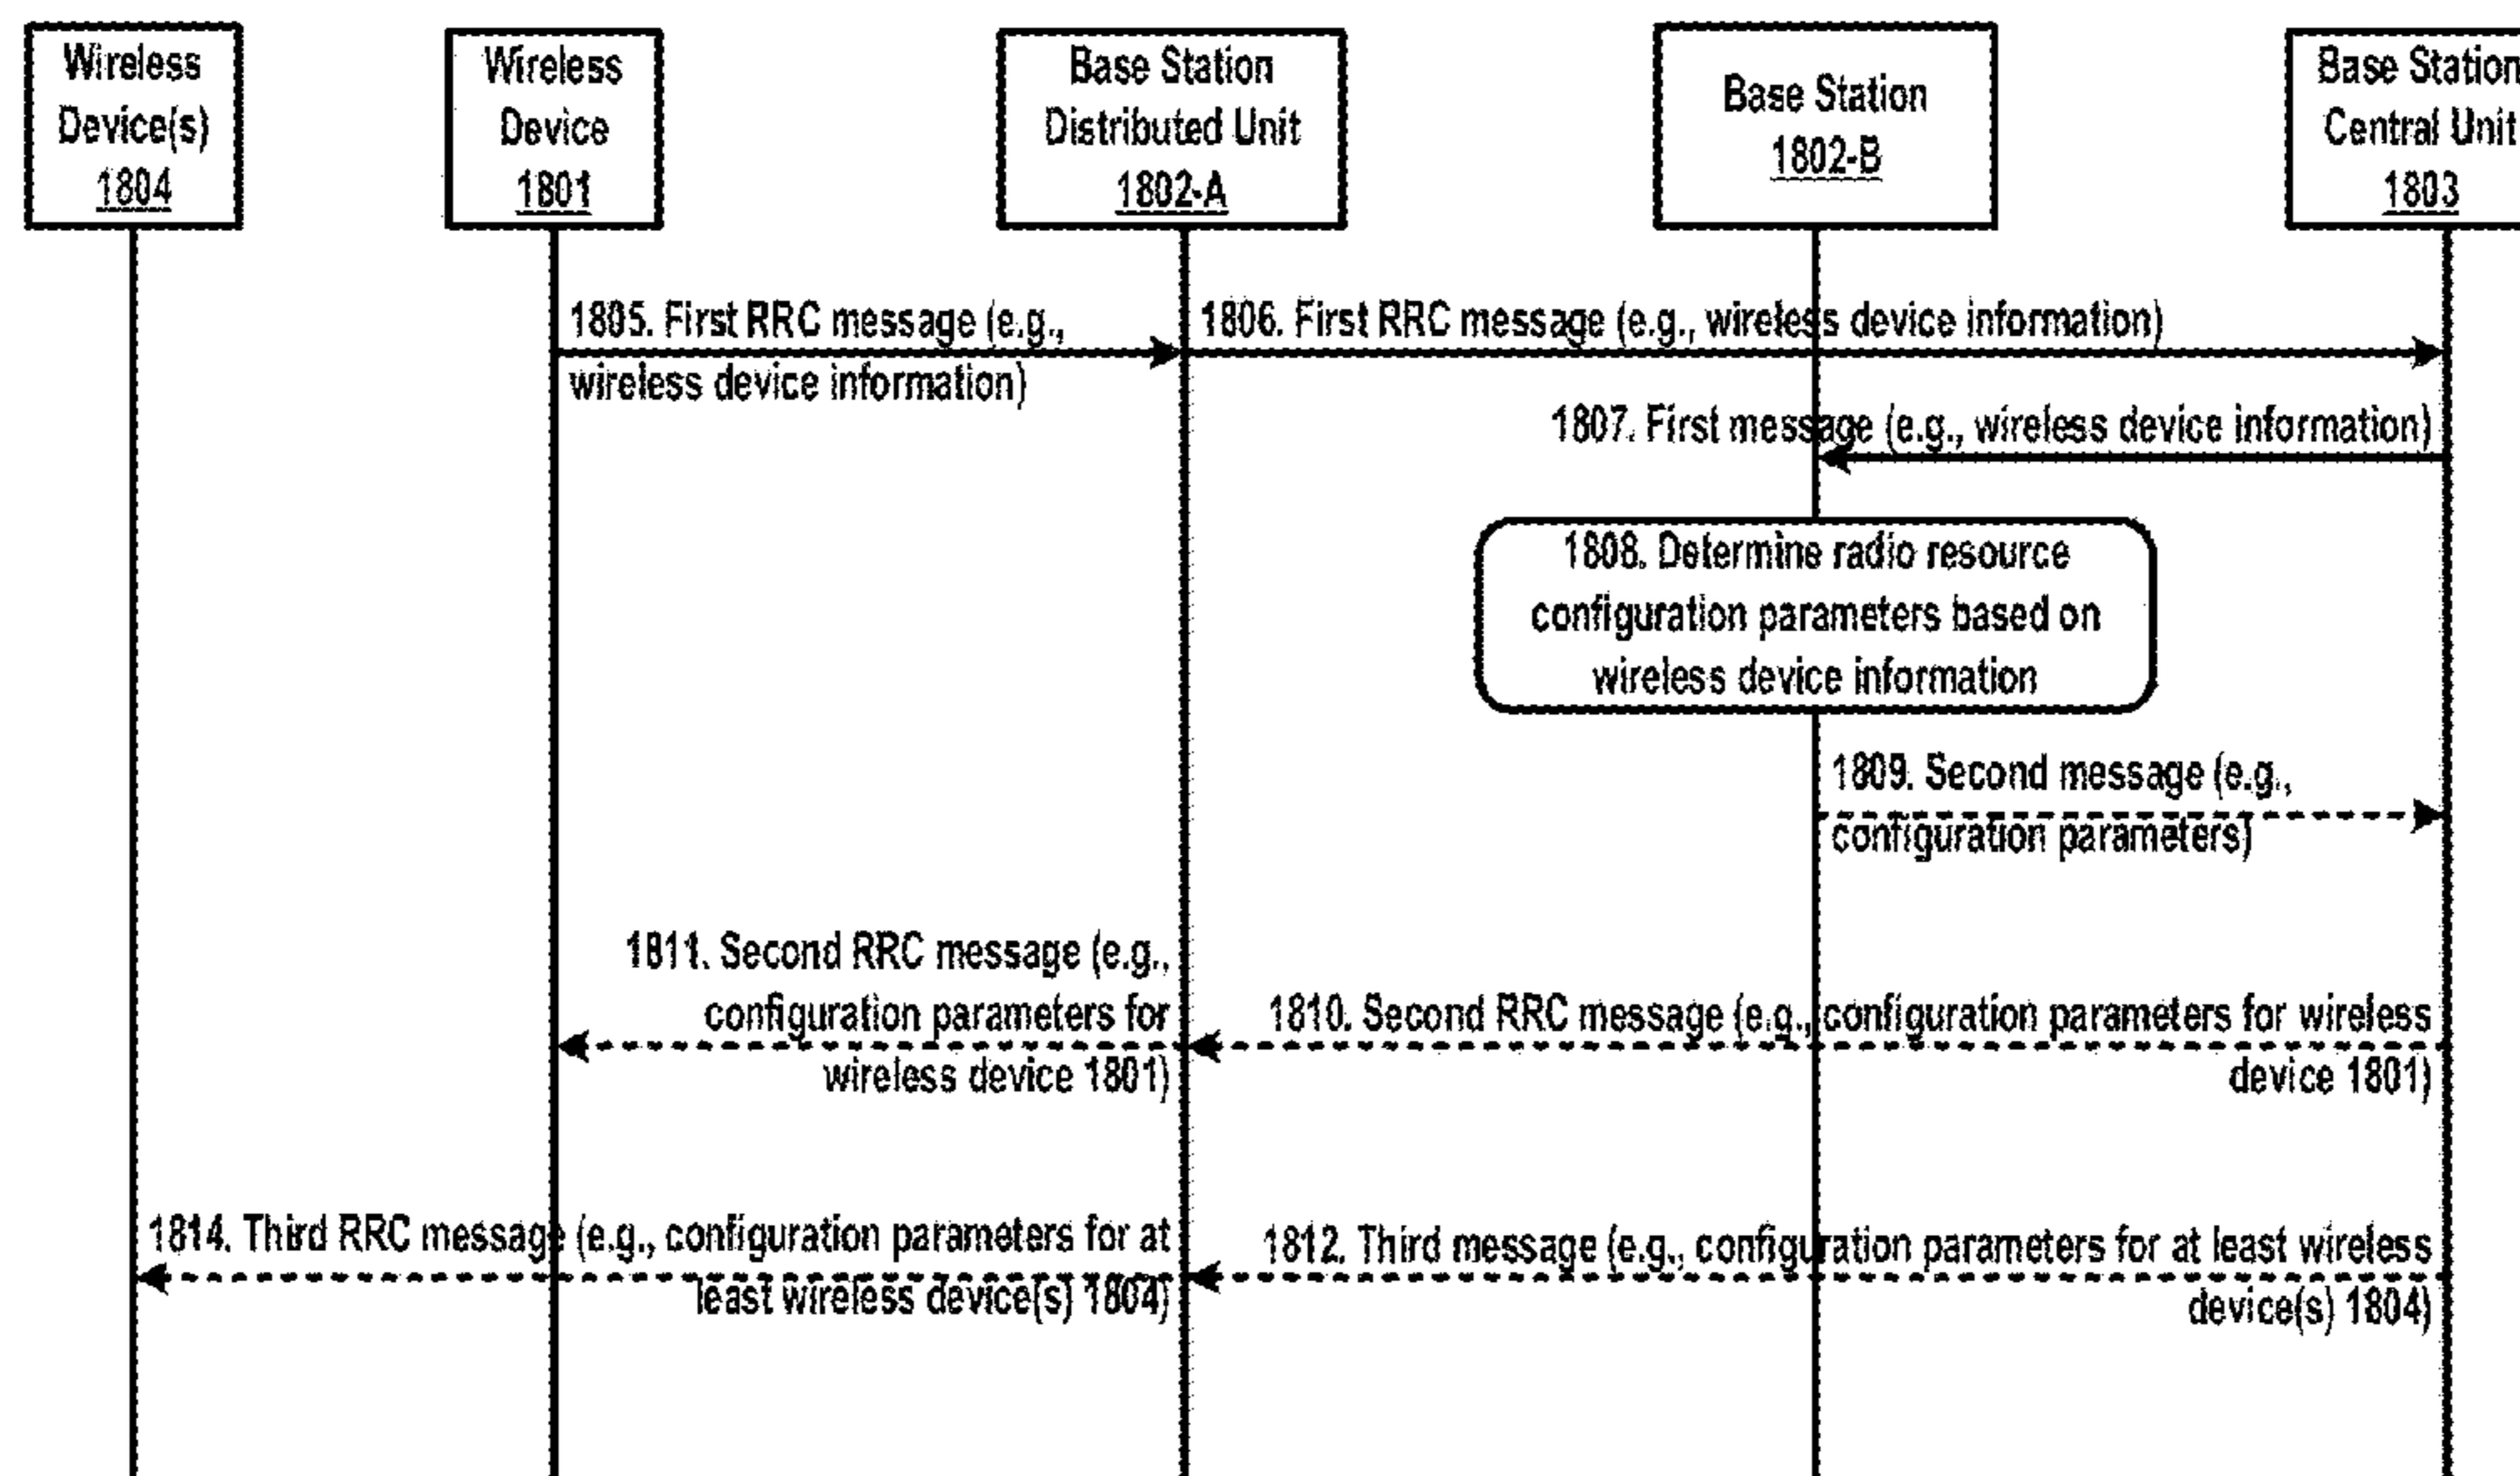 Wireless
Device(s)
1804
Wireless
Device
1801
Base Station
Distributed Unit
1802-A
Base Station
1802-B
Base Station
Central Unit
1803
1805. First RRC message (e.g.,
wireless device information)
1806. First RRC message (e.g., wireless device information)
1807. First message (e.g., wireless device information)
1808. Determine radio resource
configuration parameters based on
wireless device information
1809. Second message (e.g.,
configuration parameters)
1811. Second RRC message (e.g.,
configuration parameters for
wireless device 1801)
1810. Second RRC message (e.g., configuration parameters for wireless
device 1801)
1814. Third RRC message (e.g., configuration parameters for at
least wireless device(s) 1804)
1812. Third message (e.g., configuration parameters for at least wireless
device(s) 1804)